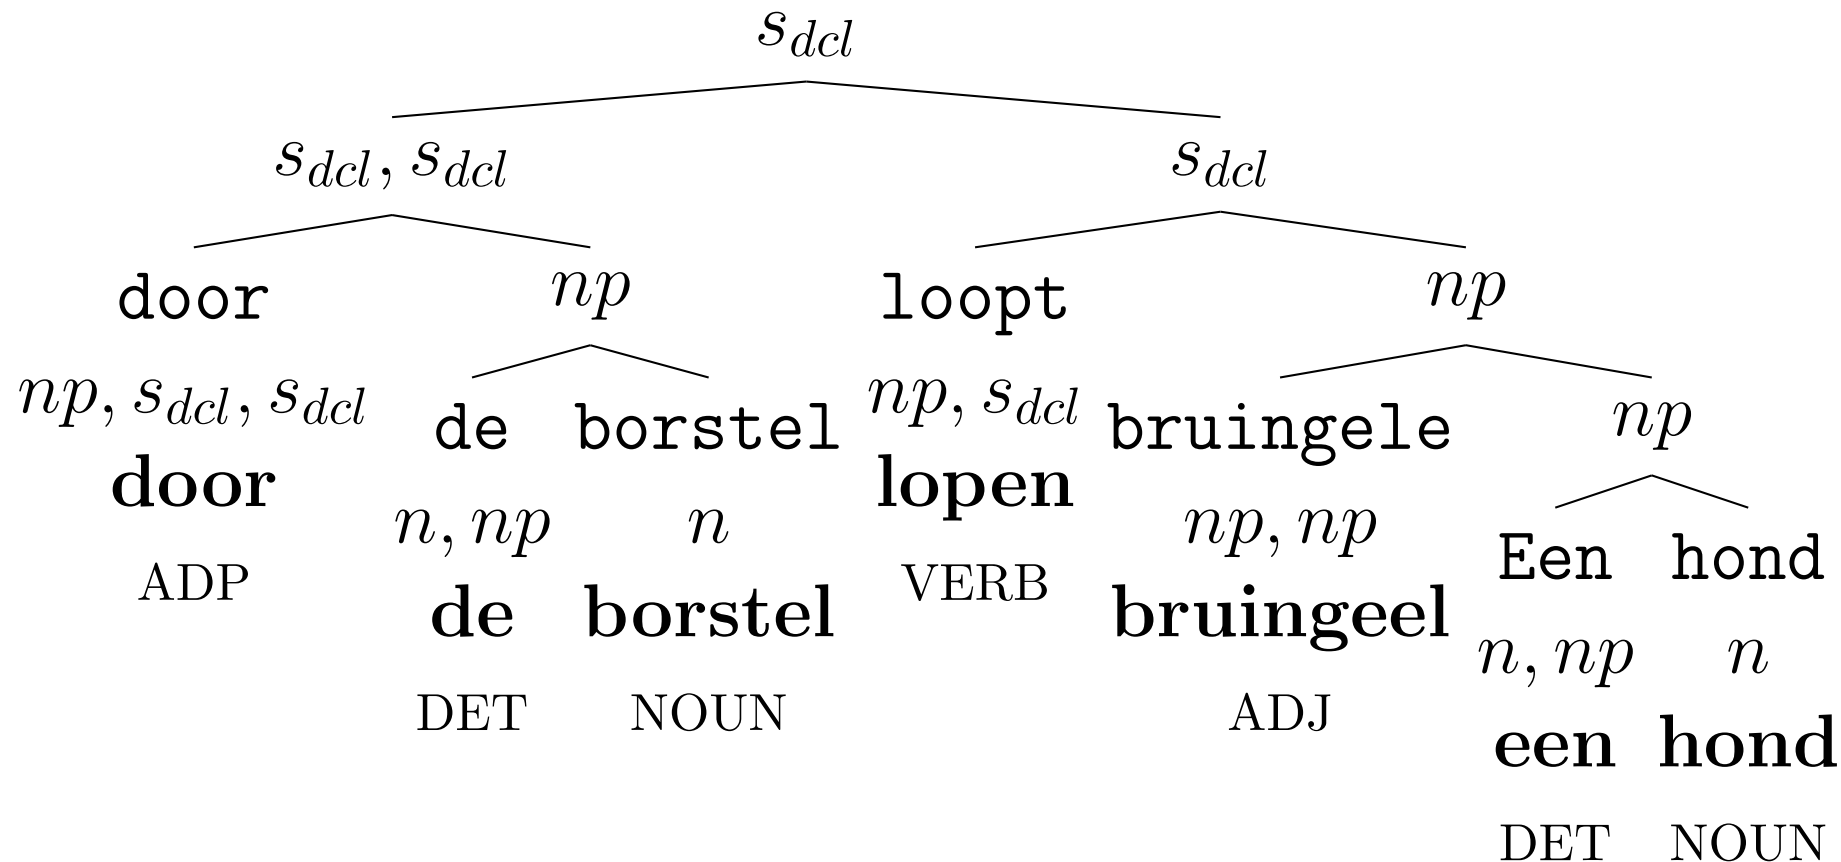 s_dcl
s_dcl, s_dcl s_dcl
door np loopt np
np, s_dcl, s_dcl de borstel np, s_dcl bruingele np
door n, np n lopen np, np Een hond
ADP de borstel VERB bruingeel n, np n
DET NOUN ADJ een hond
DET NOUN